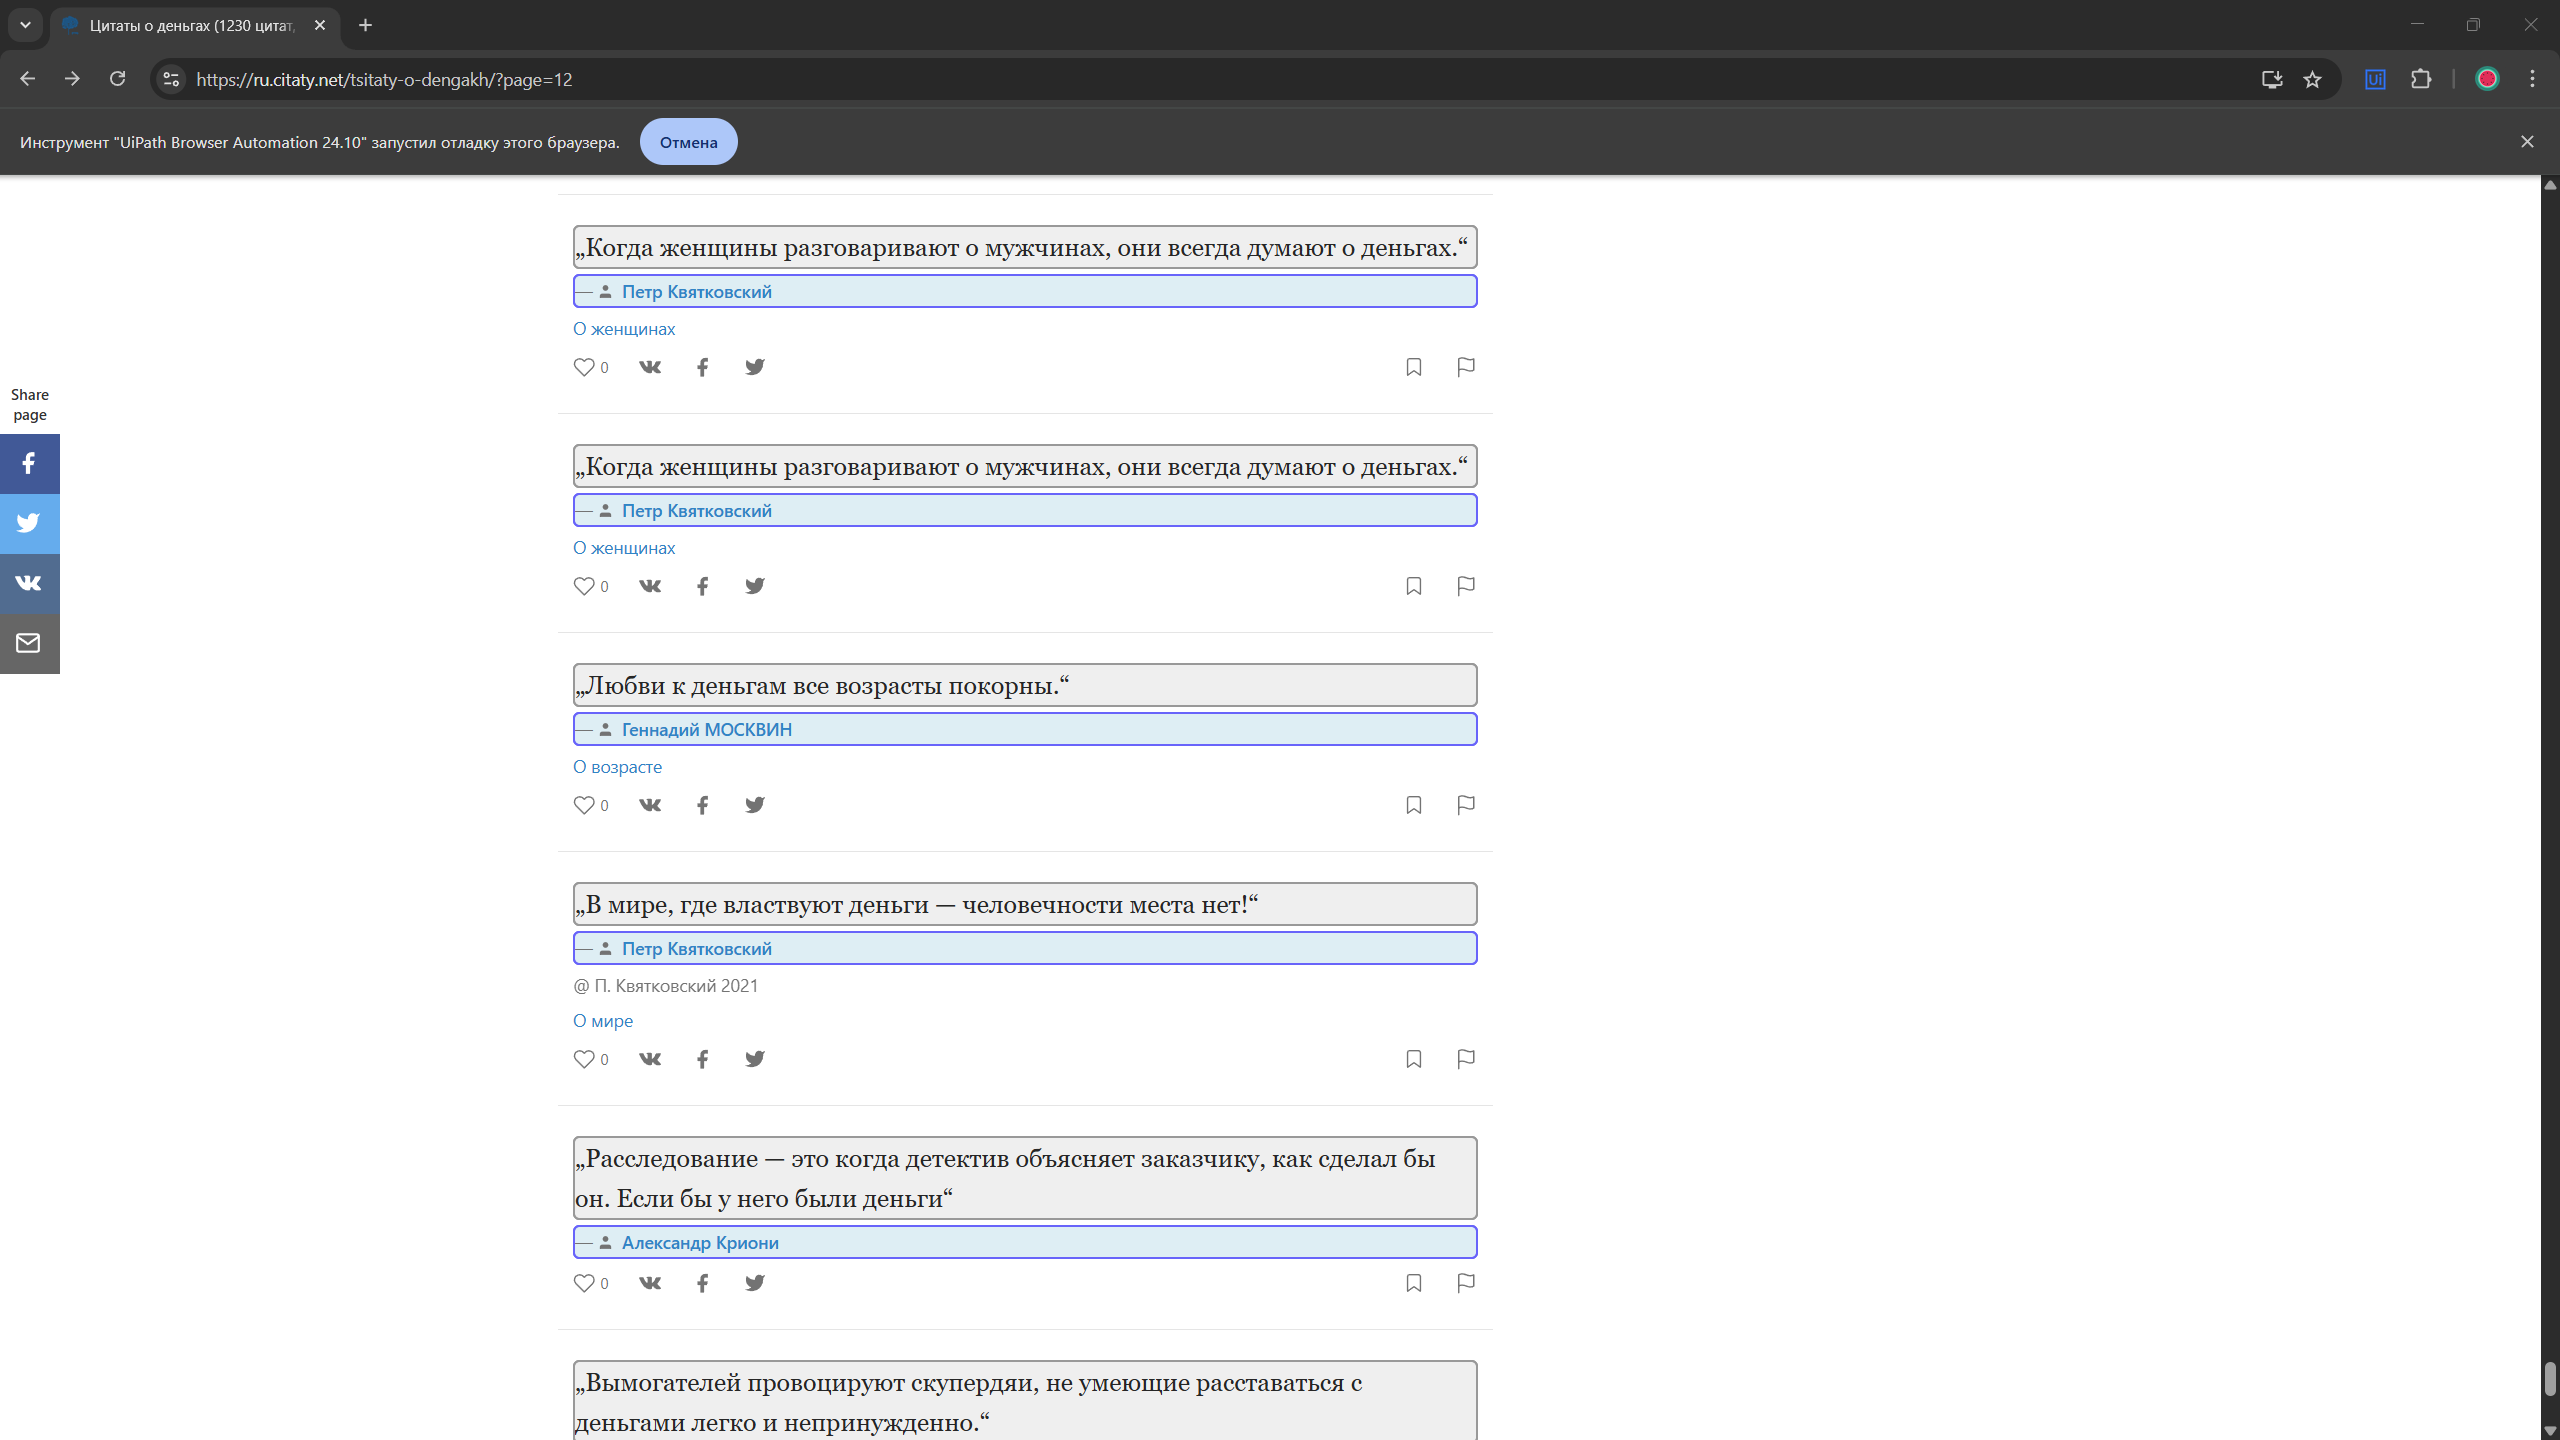 Цитаты о деньгах (1230 цитат,
https://ru.citaty.net/tsitaty-o-dengakh/?page=12
Инструмент "UiPath Browser Automation 24.10" запустил отладку этого браузера.
Отмена
„Когда женщины разговаривают о мужчинах, они всегда думают о деньгах.“
— Петр Квятковский
О женщинах
0
Share
page
„Когда женщины разговаривают о мужчинах, они всегда думают о деньгах.“
— Петр Квятковский
О женщинах
0
„Любви к деньгам все возрасты покорны.“
— Геннадий МОСКВИН
О возрасте
0
„В мире, где властвуют деньги — человечности места нет!“
— Петр Квятковский
@ П. Квятковский 2021
О мире
0
„Расследование — это когда детектив объясняет заказчику, как сделал бы
он. Если бы у него были деньги“
— Александр Криони
0
„Вымогателей провоцируют скупердяи, не умеющие расставаться с
деньгами легко и непринужденно.“